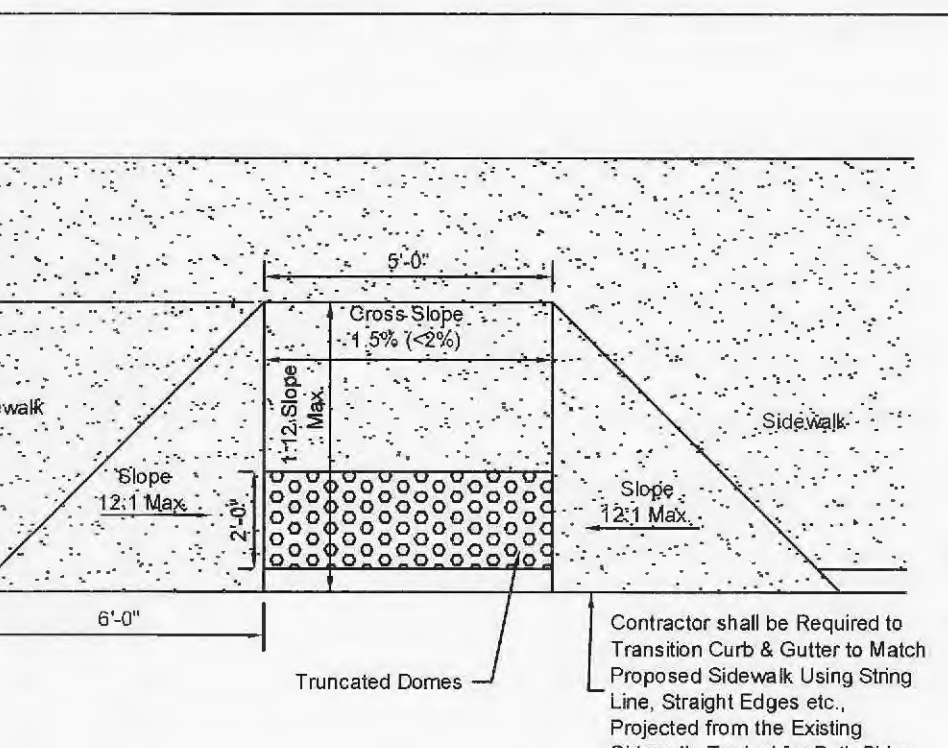 5'-0"
Cross Slope
1.5% (<2%)
1:12 Slope
Max.
Sidewalk
Slope
12:1 Max.
2'-0"
Slope
12:1 Max.
6'-0"
Truncated Domes
Contractor shall be Required to
Transition Curb & Gutter to Match
Proposed Sidewalk Using String
Line, Straight Edges etc.,
Projected from the Existing